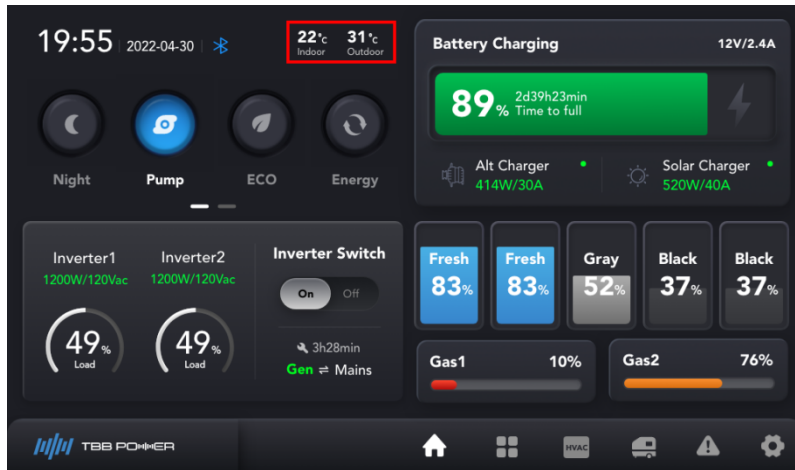 19:55 2022-04-30
22°c 31°c
Indoor Outdoor
Night Pump ECO Energy
Battery Charging 12V/2.4A
89% 2d39h23min
Time to full
Alt Charger
414W/30A
Solar Charger
520W/40A
Inverter1
1200W/120Vac
49%
Load
Inverter2
1200W/120Vac
49%
Load
Inverter Switch
On Off
3h28min
Gen ⇌ Mains
Fresh
83%
Fresh
83%
Gray
52%
Black
37%
Black
37%
Gas1 10%
Gas2 76%
TBB POWER
HVAC